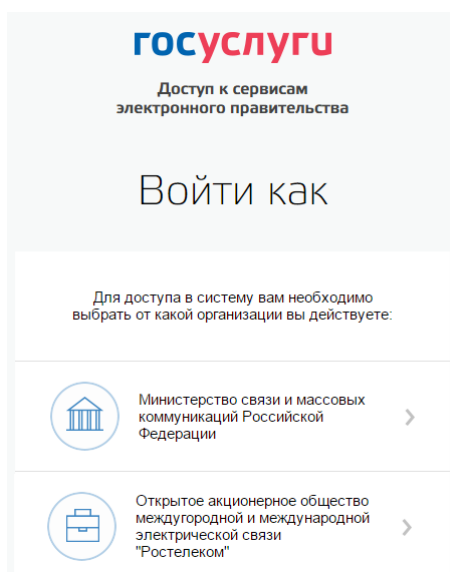 госуслуги
Доступ к сервисам
электронного правительства
Войти как
Для доступа в систему вам необходимо
выбрать от какой организации вы действуете:
Министерство связи и массовых
коммуникаций Российской
Федерации
Открытое акционерное общество
междугородной и международной
электрической связи
"Ростелеком"